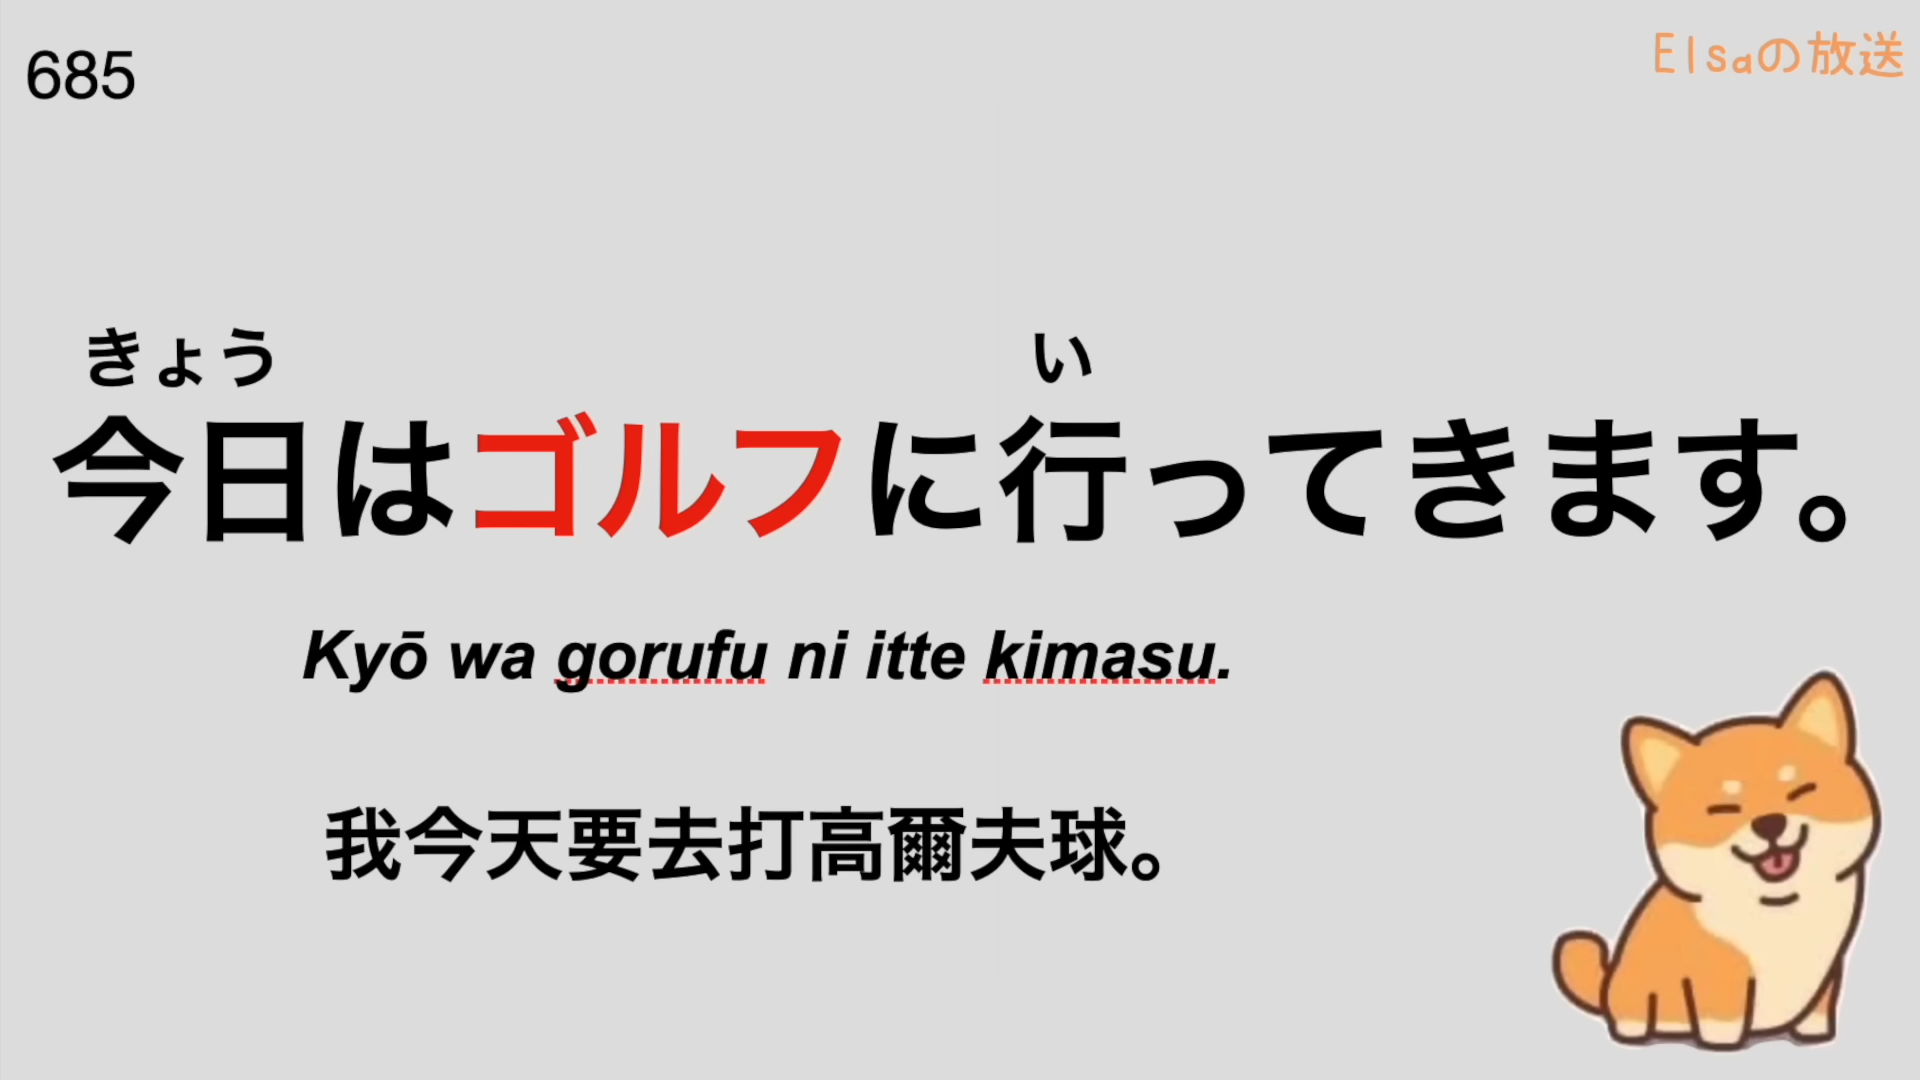 685
Elsaの放送
きょう い
今日はゴルフに行ってきます。
Kyō wa gorufu ni itte kimasu.
我今天要去打高爾夫球。